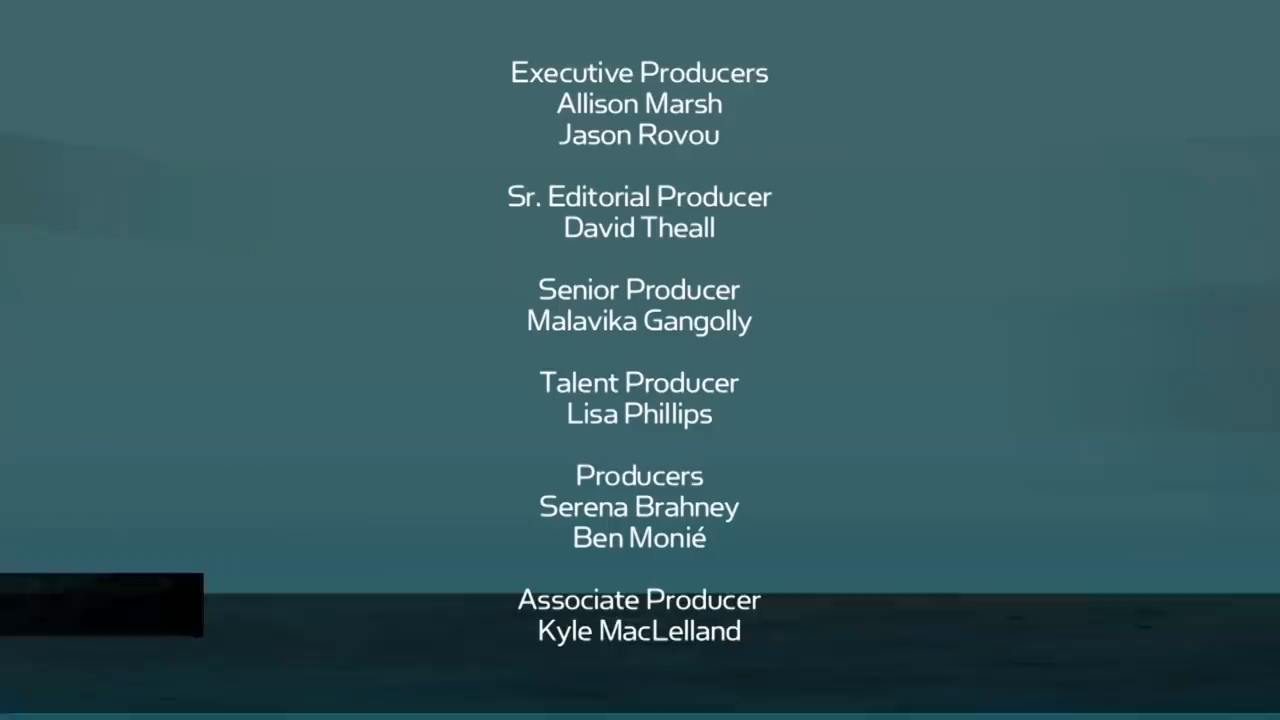 Executive Producers
Allison Marsh
Jason Rovou
Sr. Editorial Producer
David Theall
Senior Producer
Malavika Gangolly
Talent Producer
Lisa Phillips
Producers
Serena Brahney
Ben Monié
Associate Producer
Kyle MacLelland